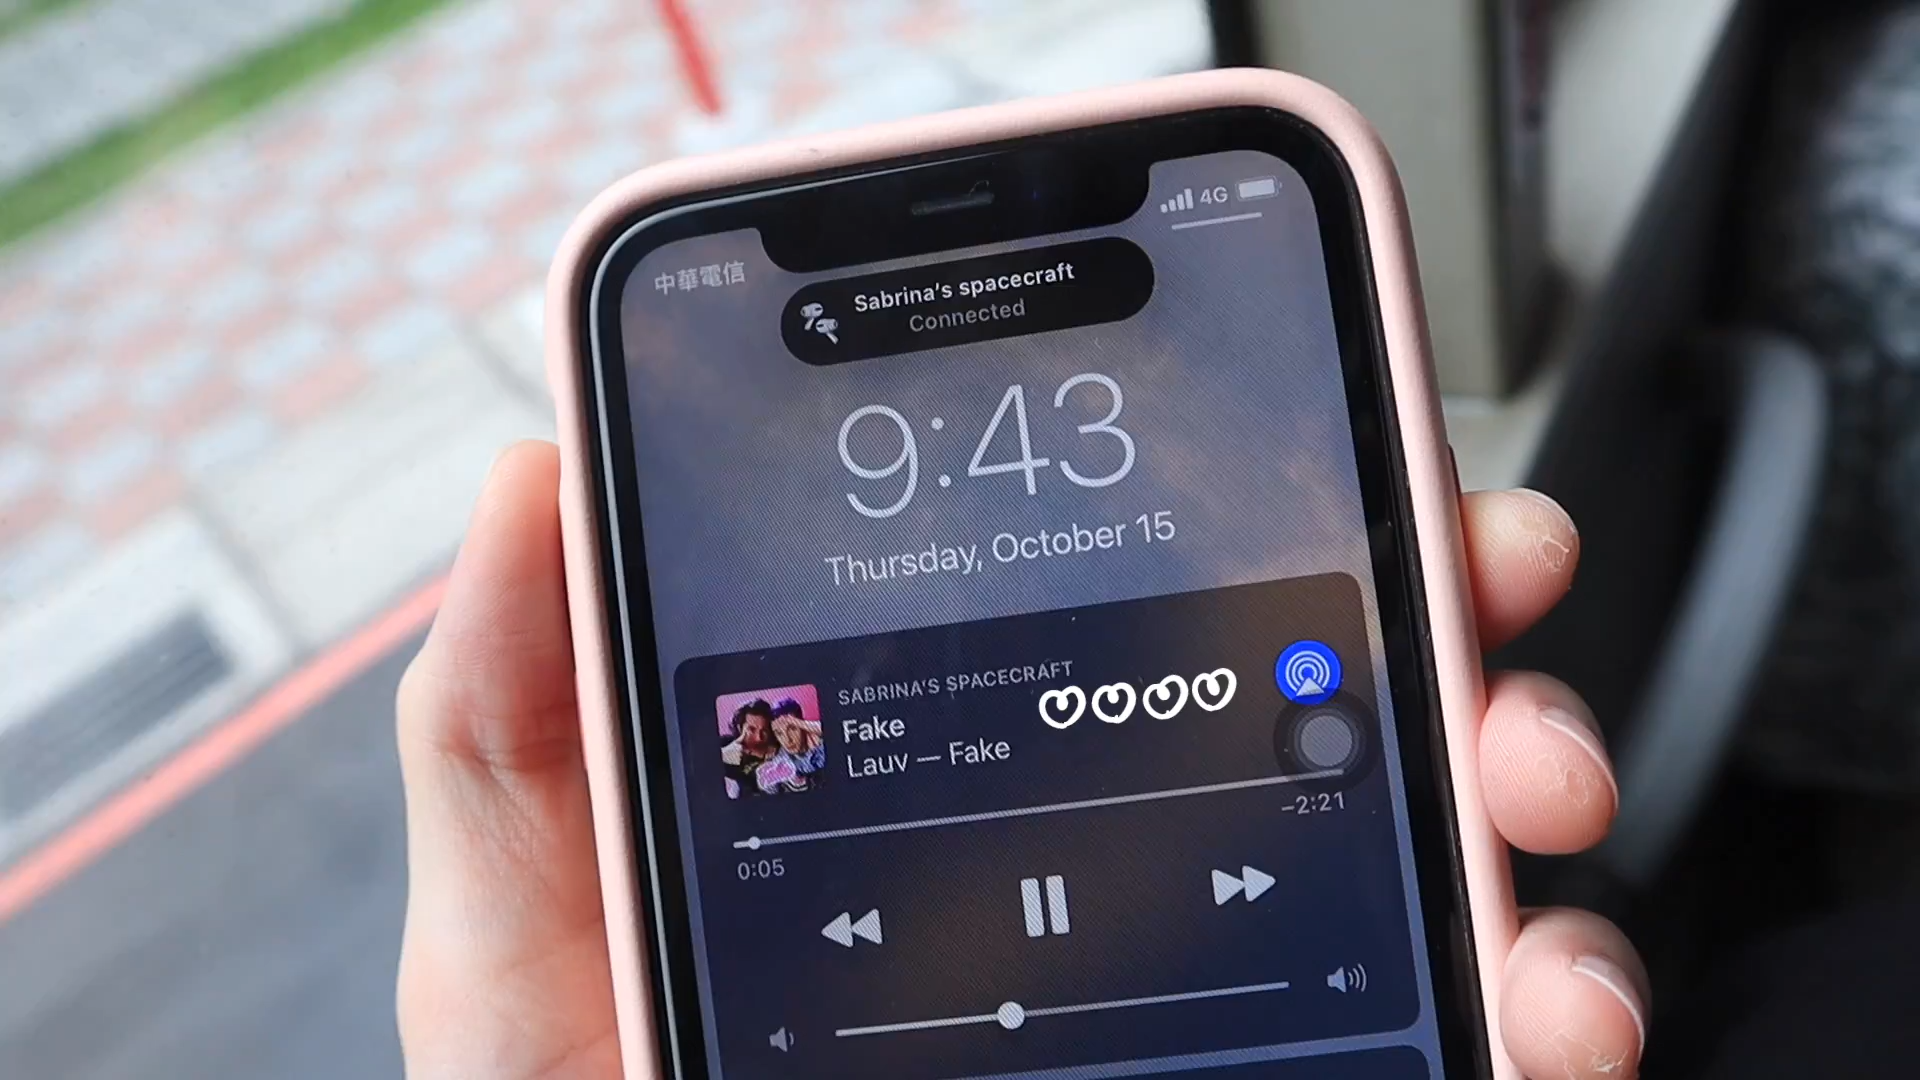 中華電信
4G
Sabrina's spacecraft
Connected
9:43
Thursday, October 15
SABRINA'S SPACECRAFT
Fake
Lauv — Fake
0:05
−2:21